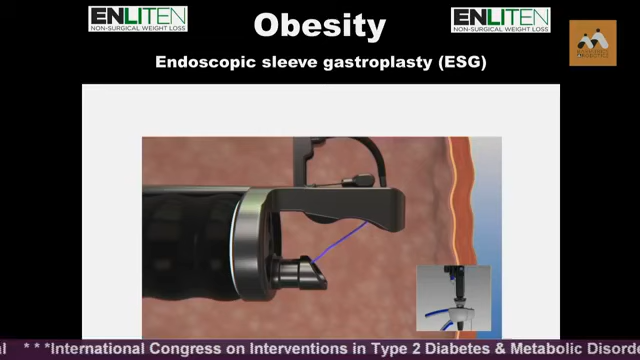 ENLITEN
NON-SURGICAL WEIGHT LOSS
Obesity
ENLITEN
NON-SURGICAL WEIGHT LOSS
Endoscopic sleeve gastroplasty (ESG)
al * * *International Congress on Interventions in Type 2 Diabetes & Metabolic Disorde